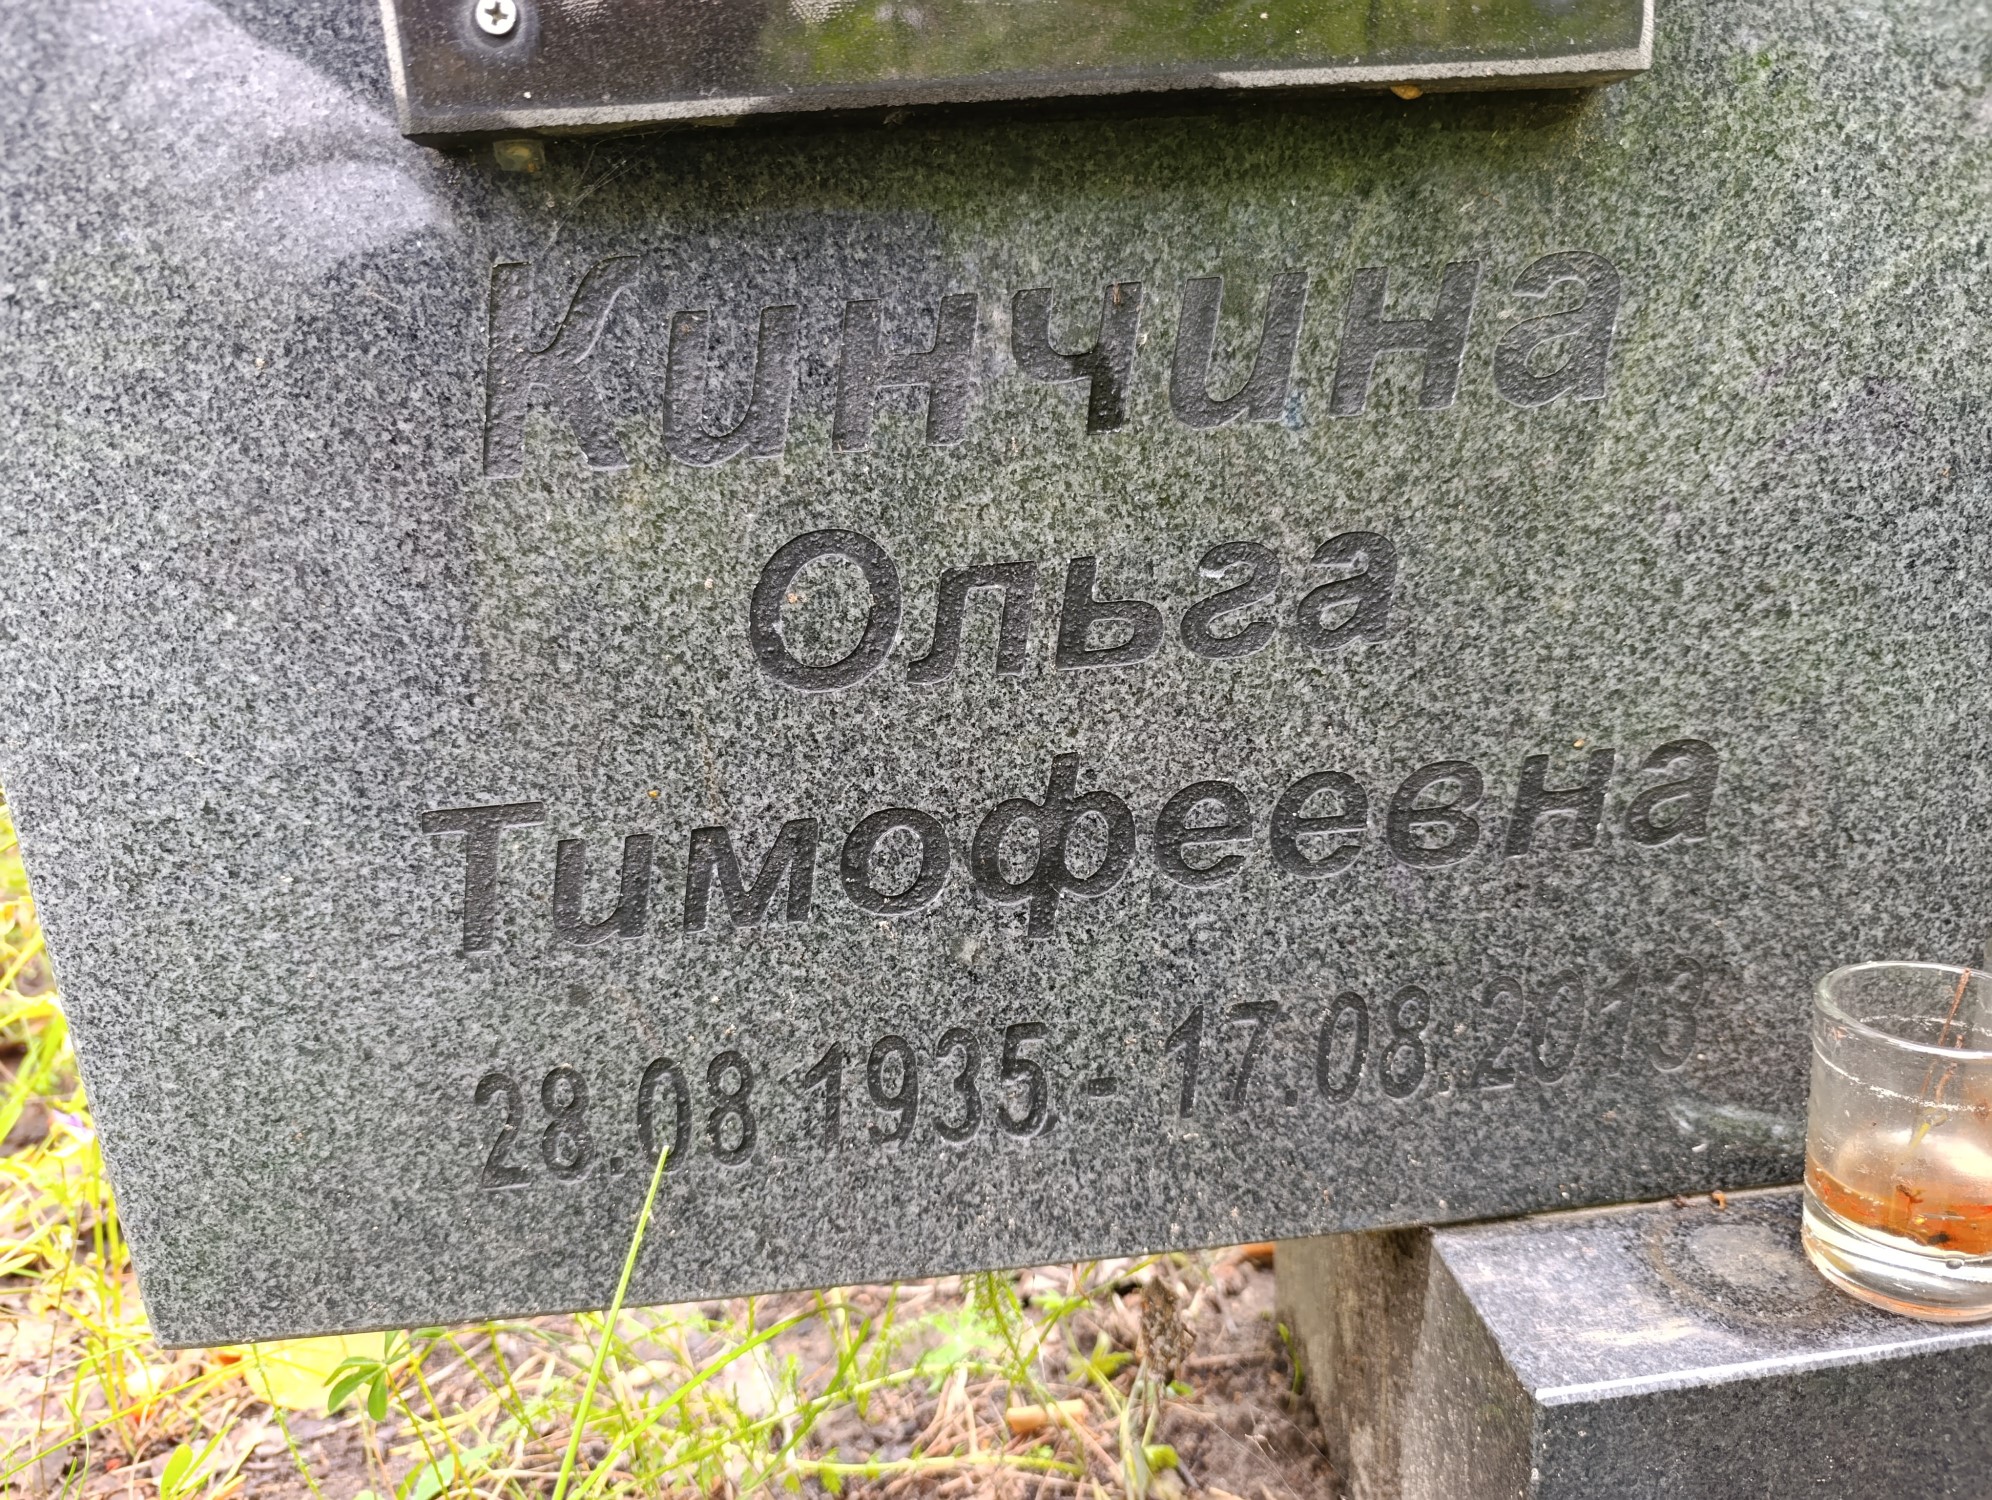 Кинчина
Ольга
Тимофеевна
28.08.1935 - 17.08.2013